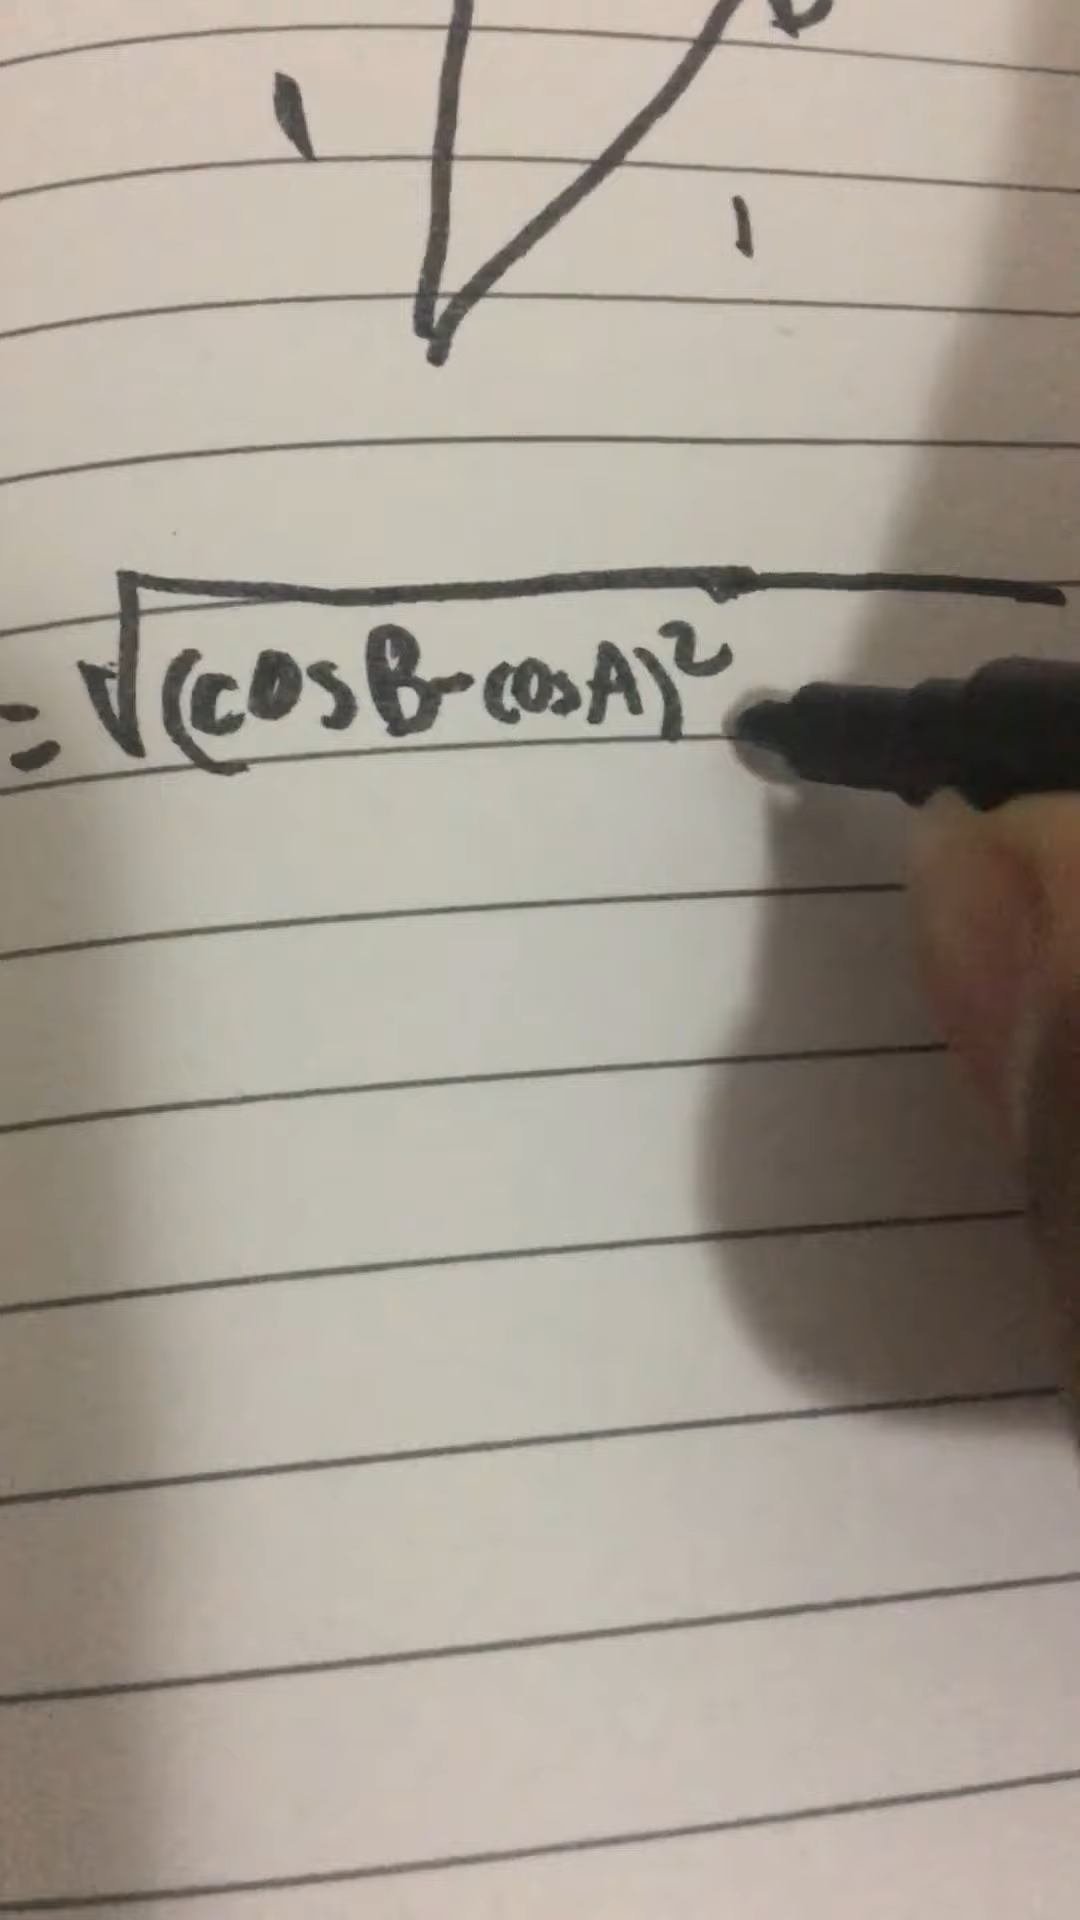 1
1
= √(cosB-cosA)²